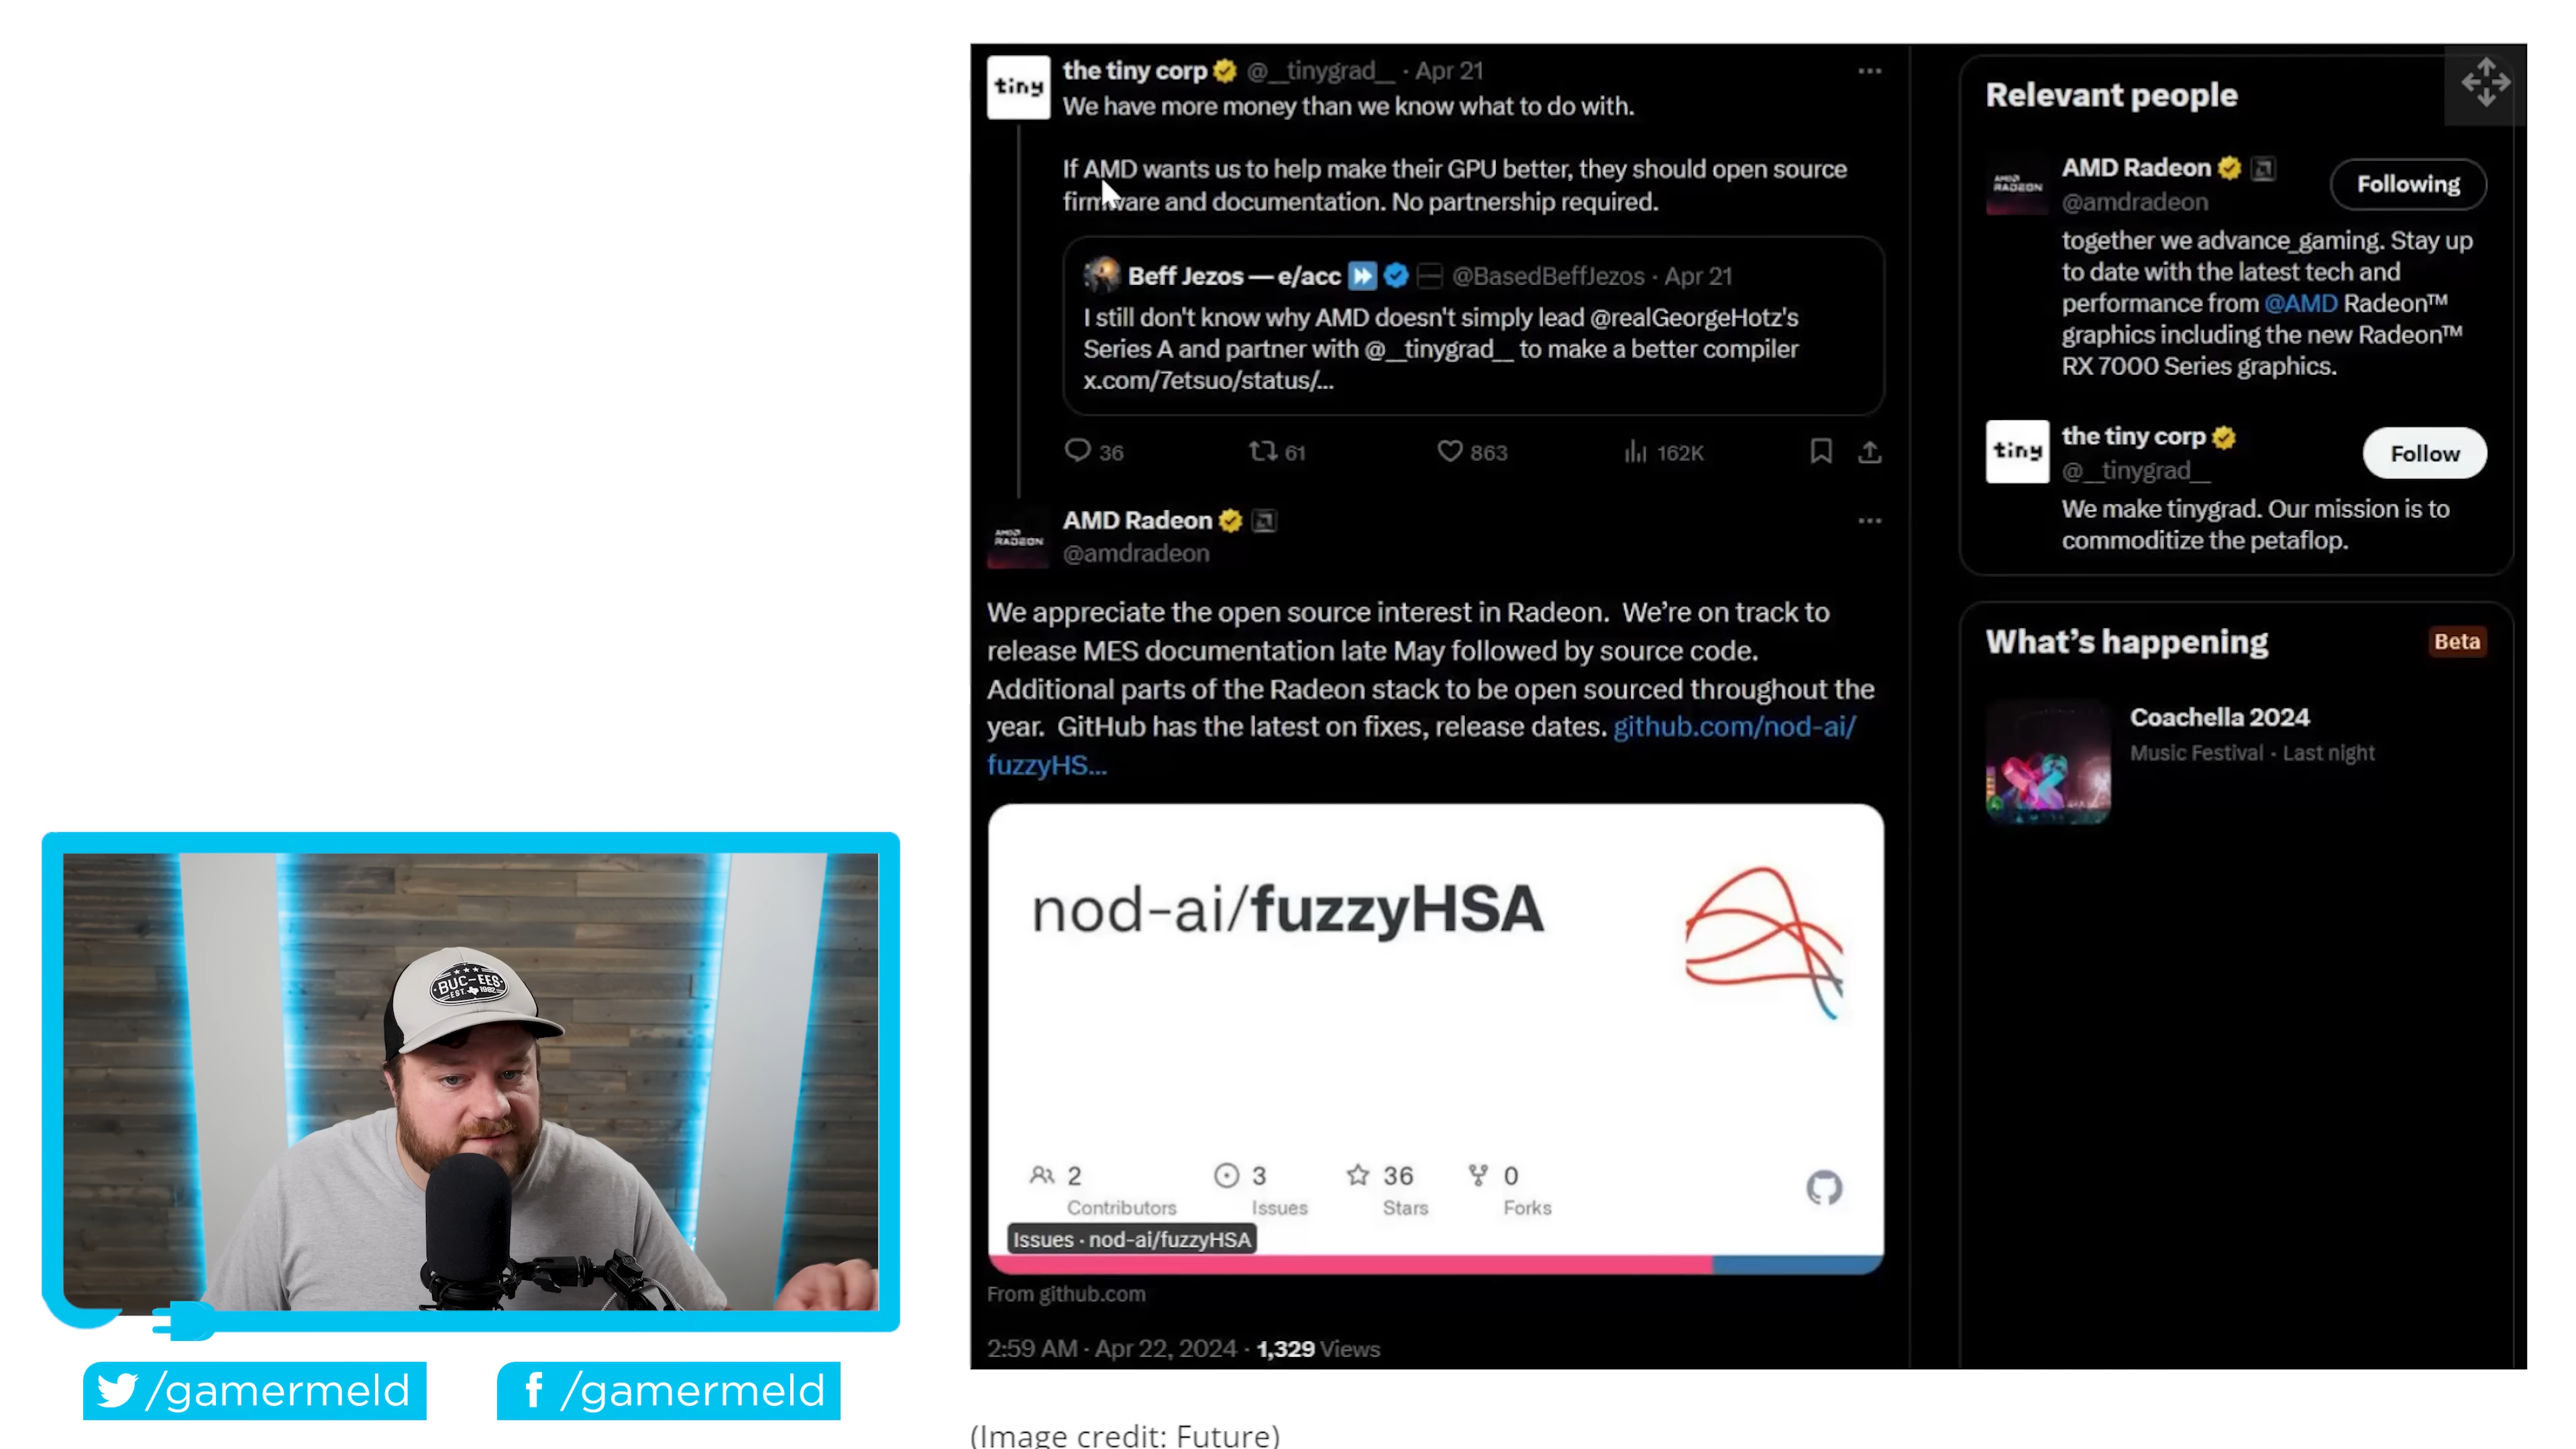 tiny
the tiny corp @__tinygrad__ · Apr 21
We have more money than we know what to do with.
If AMD wants us to help make their GPU better, they should open source
firmware and documentation. No partnership required.
Beff Jezos — e/acc @BasedBeffJezos · Apr 21
I still don't know why AMD doesn't simply lead @realGeorgeHotz's
Series A and partner with @__tinygrad__ to make a better compiler
x.com/7etsuo/status/...
36 61 863 162K
AMD RADEON
AMD Radeon
@amdradeon
We appreciate the open source interest in Radeon. We’re on track to
release MES documentation late May followed by source code.
Additional parts of the Radeon stack to be open sourced throughout the
year. GitHub has the latest on fixes, release dates. github.com/nod-ai/
fuzzyHS...
nod-ai/fuzzyHSA
2
Contributors
3
Issues
36
Stars
0
Forks
Issues · nod-ai/fuzzyHSA
From github.com
2:59 AM · Apr 22, 2024 · 1,329 Views
Relevant people
AMD RADEON
AMD Radeon
@amdradeon
Following
together we advance_gaming. Stay up
to date with the latest tech and
performance from @AMD Radeon™
graphics including the new Radeon™
RX 7000 Series graphics.
tiny
the tiny corp
@__tinygrad__
Follow
We make tinygrad. Our mission is to
commoditize the petaflop.
What’s happening
Beta
Coachella 2024
Music Festival · Last night
BUC-EES
EST. 1982
/gamermeld
f /gamermeld
(Image credit: Future)